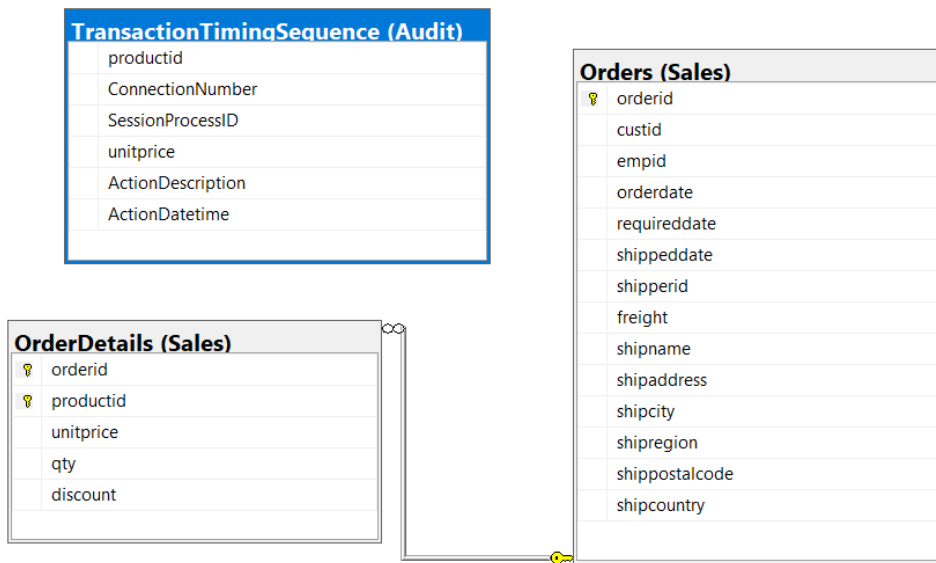 TransactionTimingSequence (Audit)
productid
ConnectionNumber
SessionProcessID
unitprice
ActionDescription
ActionDatetime
OrderDetails (Sales)
orderid
productid
unitprice
qty
discount
Orders (Sales)
orderid
custid
empid
orderdate
requireddate
shippeddate
shipperid
freight
shipname
shipaddress
shipcity
shipregion
shippostalcode
shipcountry